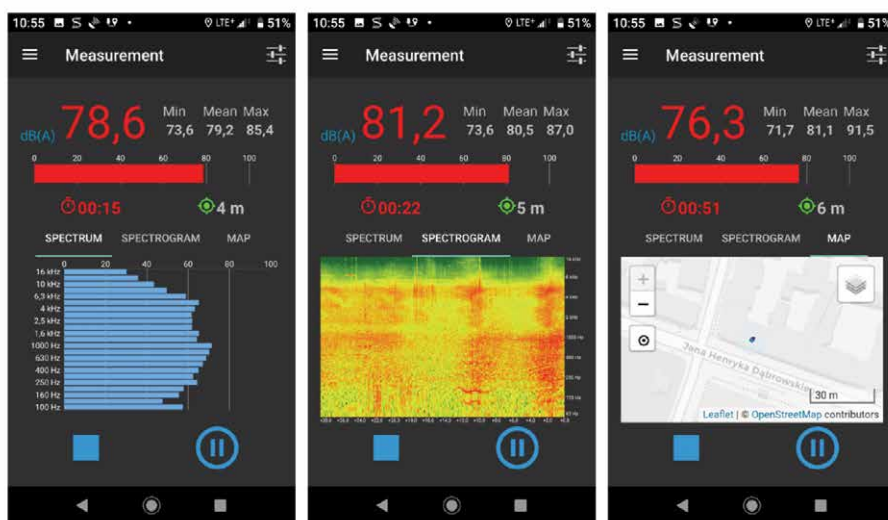 10:55 LTE+ 51%
Measurement
dB(A) 78,6
Min Mean Max
73,6 79,2 85,4
0 20 40 60 80 100
00:15 4 m
SPECTRUM SPECTROGRAM MAP
0 20 40 60 80 100
16 kHz
10 kHz
6,3 kHz
4 kHz
2,5 kHz
1,6 kHz
1000 Hz
630 Hz
400 Hz
250 Hz
160 Hz
100 Hz
10:55 LTE+ 51%
Measurement
dB(A) 81,2
Min Mean Max
73,6 80,5 87,0
0 20 40 60 80 100
00:22 5 m
SPECTRUM SPECTROGRAM MAP
10:55 LTE+ 51%
Measurement
dB(A) 76,3
Min Mean Max
71,7 81,1 91,5
0 20 40 60 80 100
00:51 6 m
SPECTRUM SPECTROGRAM MAP
+
−
Jana Henryka Dąbrowskie
30 m
Leaflet | © OpenStreetMap contributors